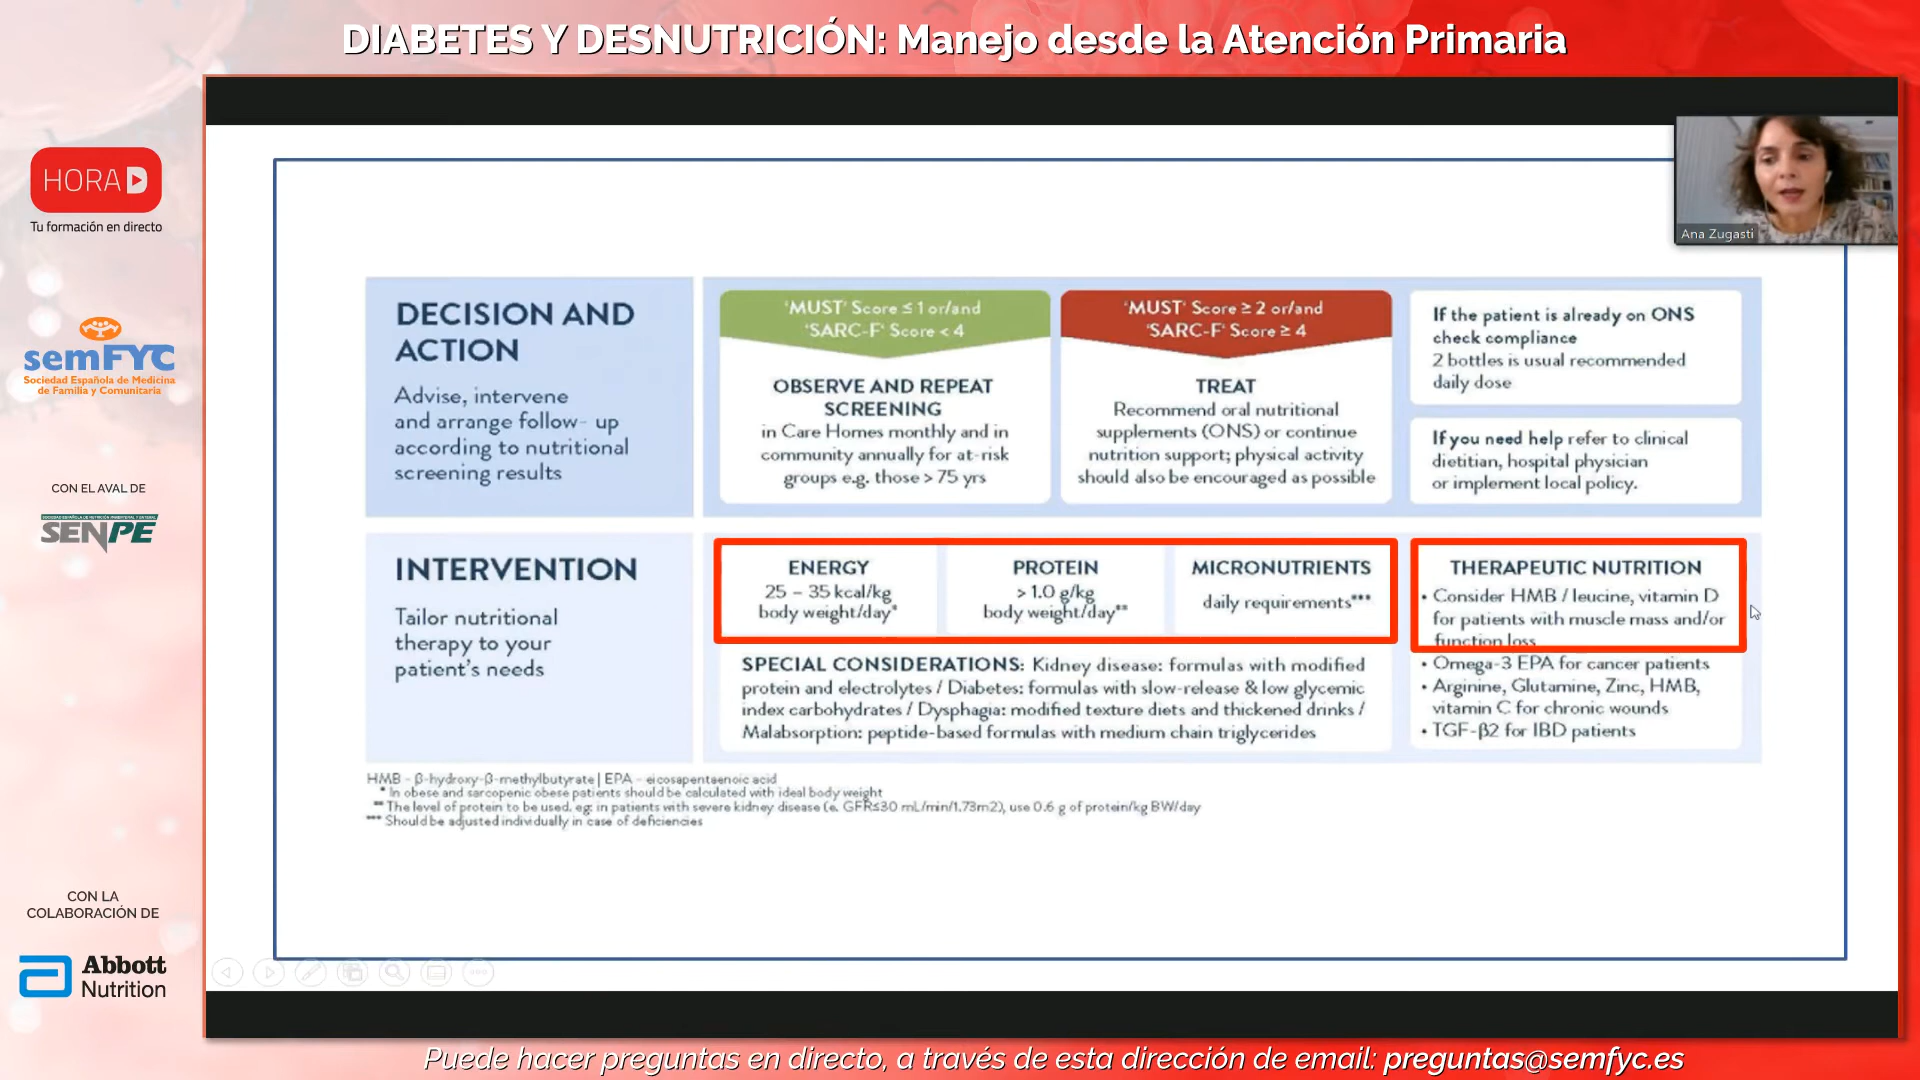 DIABETES Y DESNUTRICIÓN: Manejo desde la Atención Primaria
HORA D
Tu formación en directo
semFYC
Sociedad Española de Medicina
de Familia y Comunitaria
CON EL AVAL DE
SENPE
CON LA
COLABORACIÓN DE
Abbott
Nutrition
Ana Zugasti
DECISION AND
ACTION
Advise, intervene
and arrange follow- up
according to nutritional
screening results
'MUST' Score ≤ 1 or/and
'SARC-F' Score < 4
OBSERVE AND REPEAT
SCREENING
in Care Homes monthly and in
community annually for at-risk
groups e.g. those > 75 yrs
'MUST' Score ≥ 2 or/and
'SARC-F' Score ≥ 4
TREAT
Recommend oral nutritional
supplements (ONS) or continue
nutrition support; physical activity
should also be encouraged as possible
If the patient is already on ONS
check compliance
2 bottles is usual recommended
daily dose
If you need help refer to clinical
dietitian, hospital physician
or implement local policy.
INTERVENTION
Tailor nutritional
therapy to your
patient's needs
ENERGY
25 – 35 kcal/kg
body weight/day*
PROTEIN
> 1.0 g/kg
body weight/day**
MICRONUTRIENTS
daily requirements***
SPECIAL CONSIDERATIONS: Kidney disease: formulas with modified
protein and electrolytes / Diabetes: formulas with slow-release & low glycemic
index carbohydrates / Dysphagia: modified texture diets and thickened drinks /
Malabsorption: peptide-based formulas with medium chain triglycerides
THERAPEUTIC NUTRITION
• Consider HMB / leucine, vitamin D
for patients with muscle mass and/or
function loss
• Omega-3 EPA for cancer patients
• Arginine, Glutamine, Zinc, HMB,
vitamin C for chronic wounds
• TGF-β2 for IBD patients
HMB - β-hydroxy-β-methylbutyrate | EPA - eicosapentaenoic acid
* In obese and sarcopenic obese patients should be calculated with ideal body weight
** The level of protein to be used, eg: in patients with severe kidney disease (e. GFR≤30 mL/min/1.73m2), use 0.6 g of protein/kg BW/day
*** Should be adjusted individually in case of deficiencies
Puede hacer preguntas en directo, a través de esta dirección de email: preguntas@semfyc.es